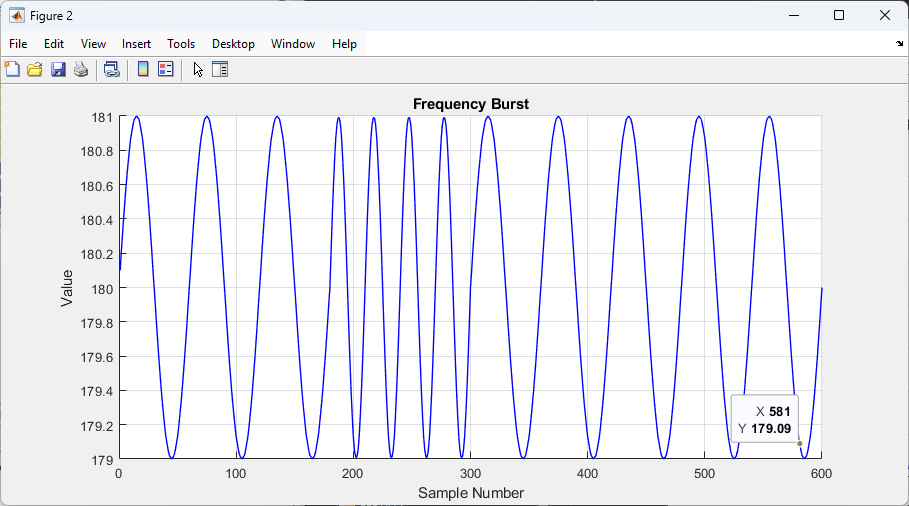 Figure 2
File Edit View Insert Tools Desktop Window Help
Frequency Burst
181
180.8
180.6
180.4
180.2
180
179.8
179.6
179.4
179.2
179
Value
X 581
Y 179.09
0 100 200 300 400 500 600
Sample Number